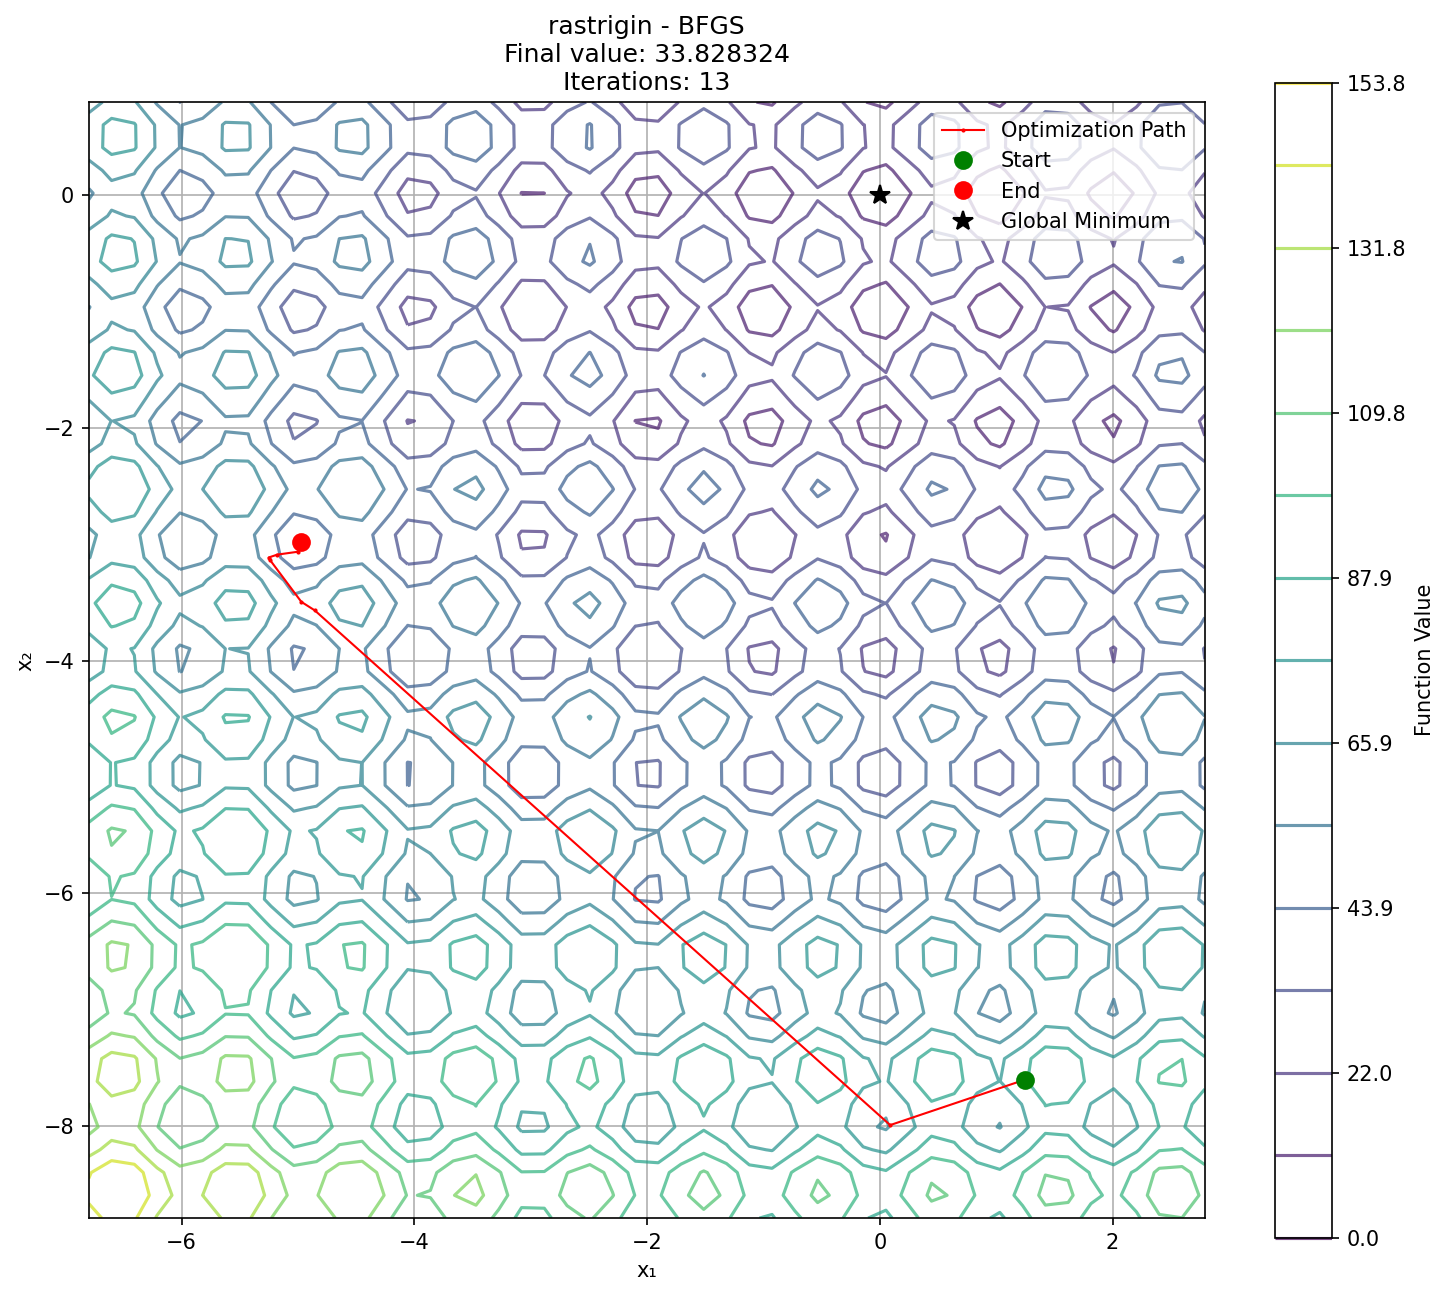 rastrigin - BFGS
Final value: 33.828324
Iterations: 13
Optimization Path
Start
End
Global Minimum
0
−2
−4
−6
−8
x₂
−6
−4
−2
0
2
x₁
153.8
131.8
109.8
87.9
65.9
43.9
22.0
0.0
Function Value